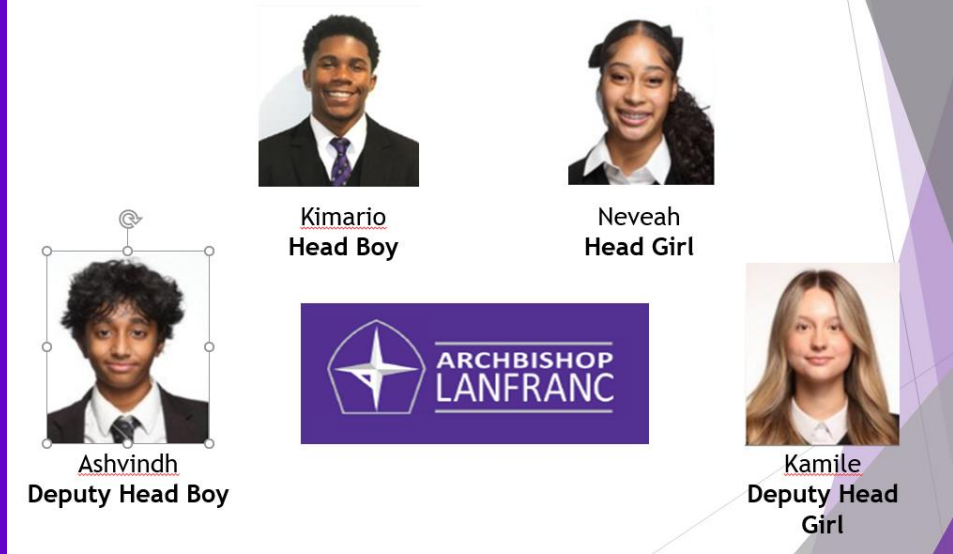 Kimario
Head Boy
Neveah
Head Girl
ARCHBISHOP
LANFRANC
Ashvindh
Deputy Head Boy
Kamile
Deputy Head
Girl